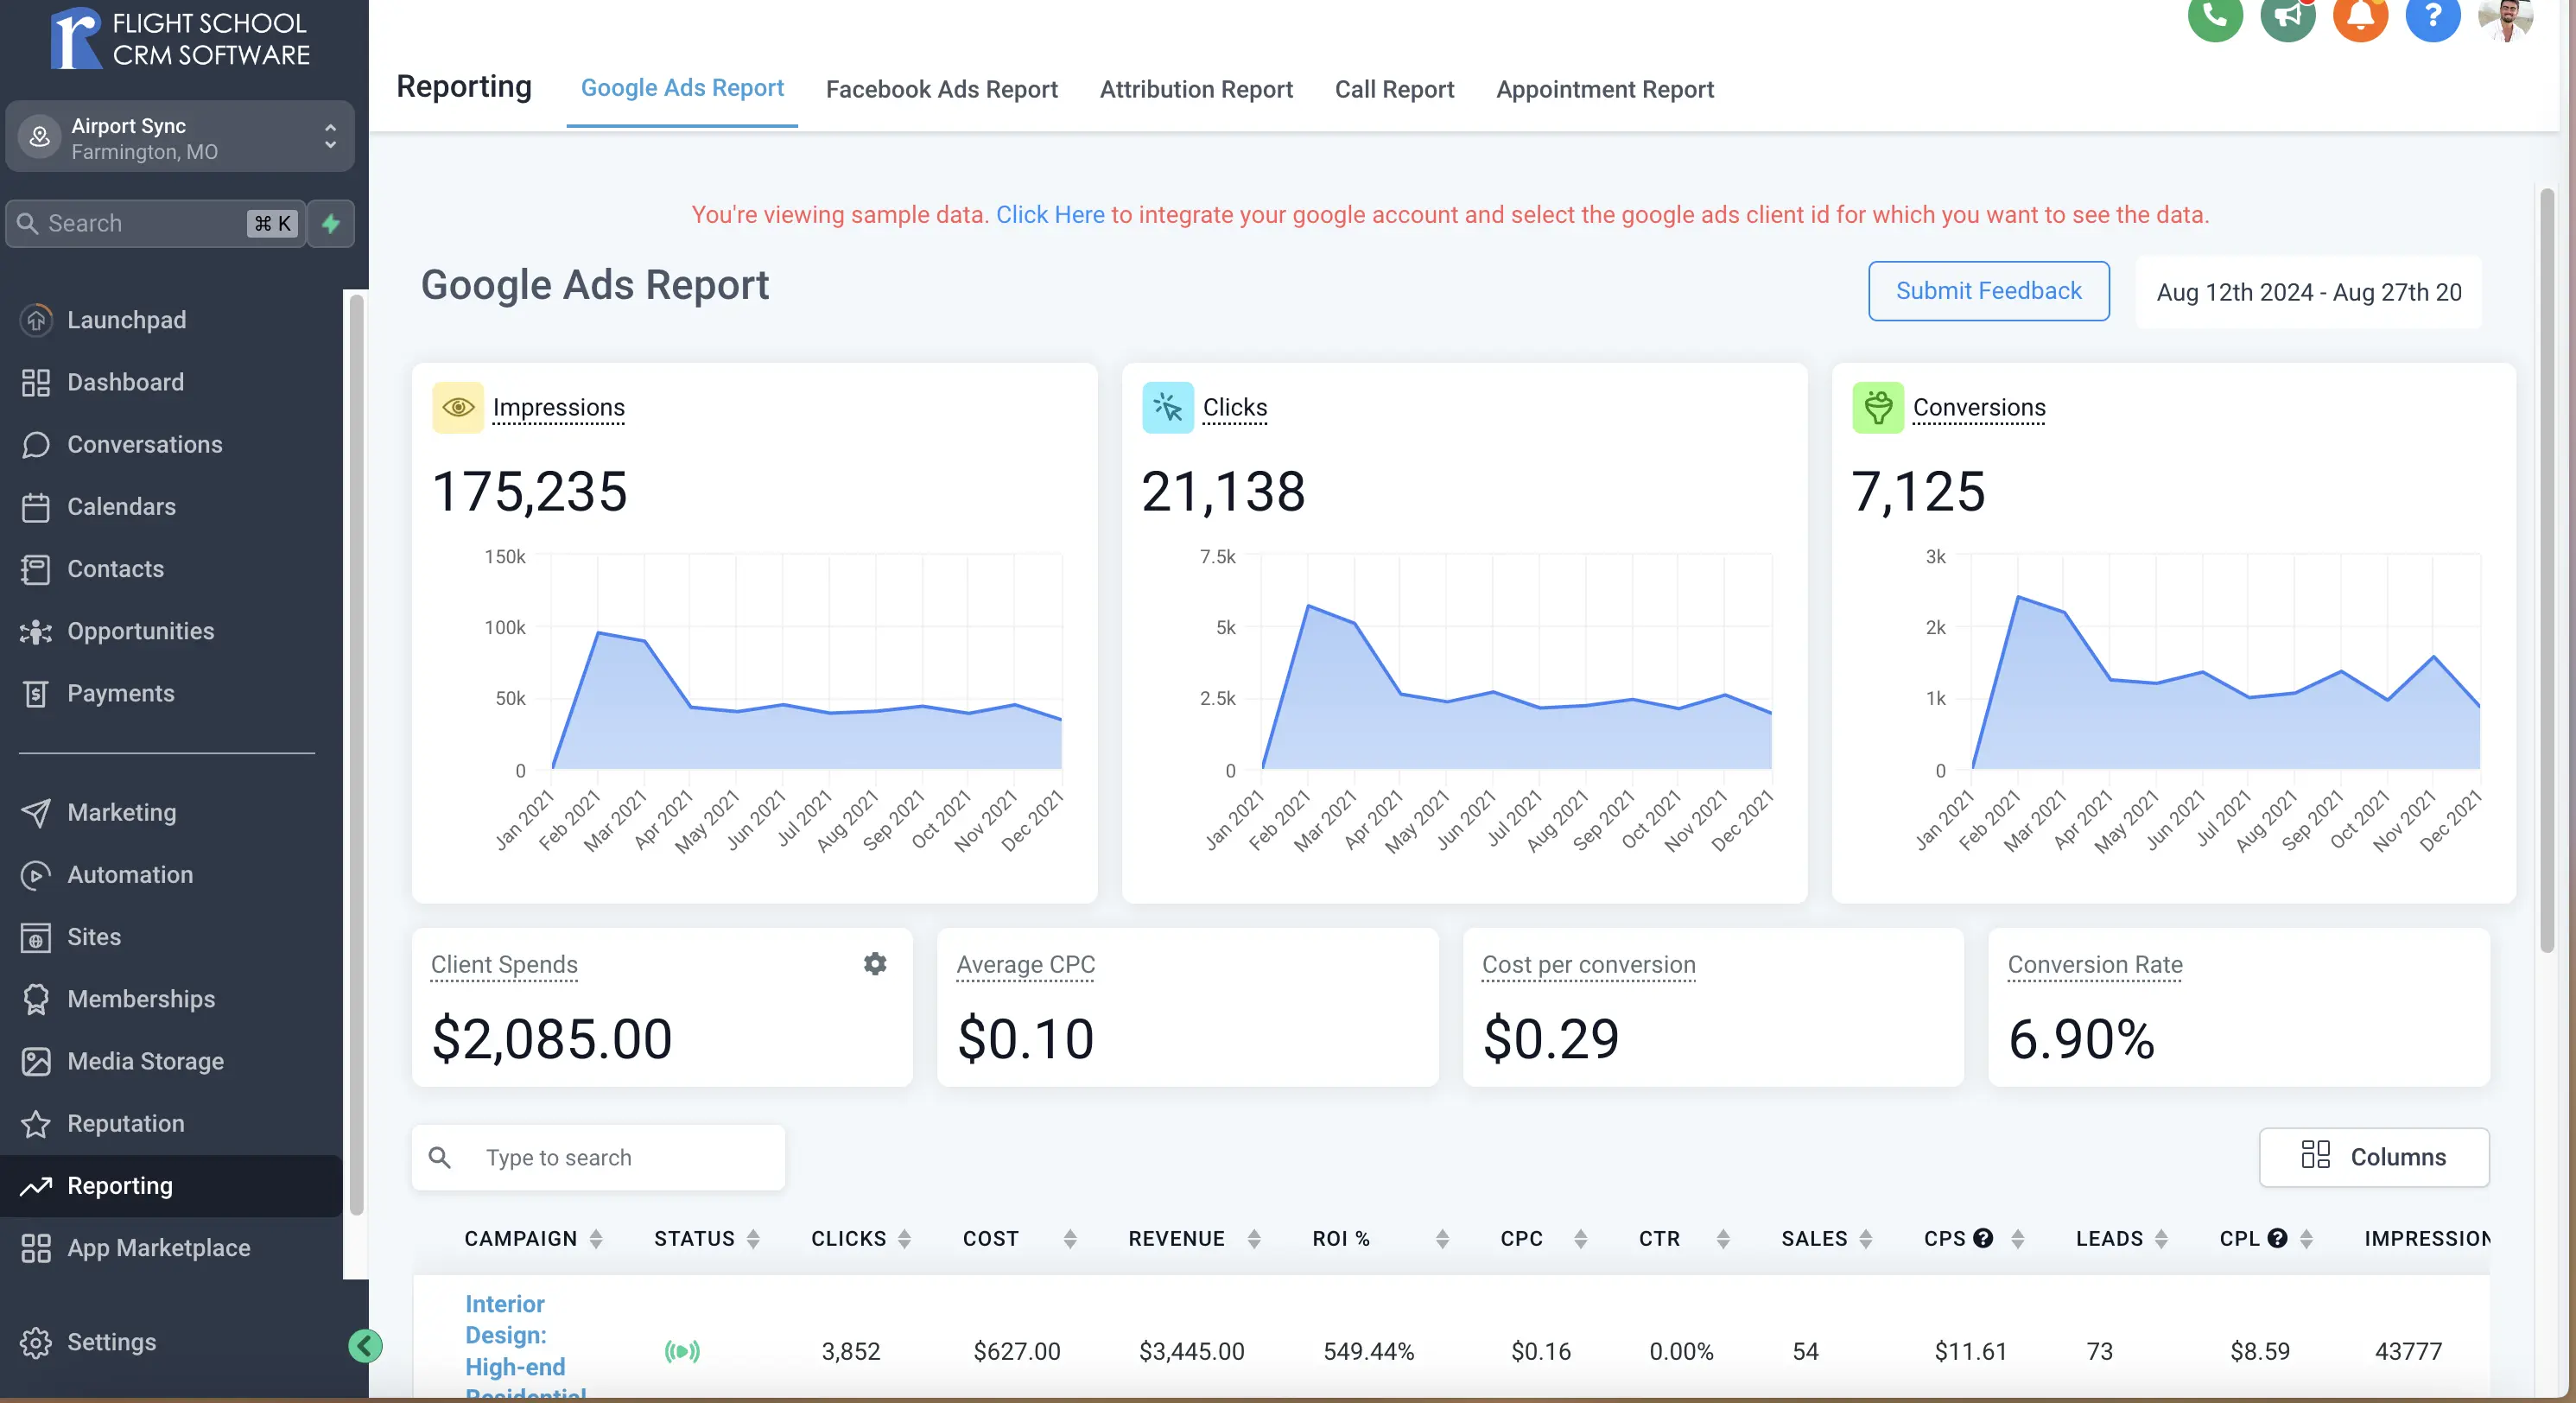 FLIGHT SCHOOL
CRM SOFTWARE
Airport Sync
Farmington, MO
Search
⌘ K
Launchpad
Dashboard
Conversations
Calendars
Contacts
Opportunities
Payments
Marketing
Automation
Sites
Memberships
Media Storage
Reputation
Reporting
App Marketplace
Settings
Reporting
Google Ads Report
Facebook Ads Report
Attribution Report
Call Report
Appointment Report
?
You're viewing sample data. Click Here to integrate your google account and select the google ads client id for which you want to see the data.
Google Ads Report
Submit Feedback
Aug 12th 2024 - Aug 27th 20
Impressions
175,235
150k
100k
50k
0
Jan 2021
Feb 2021
Mar 2021
Apr 2021
May 2021
Jun 2021
Jul 2021
Aug 2021
Sep 2021
Oct 2021
Nov 2021
Dec 2021
Clicks
21,138
7.5k
5k
2.5k
0
Jan 2021
Feb 2021
Mar 2021
Apr 2021
May 2021
Jun 2021
Jul 2021
Aug 2021
Sep 2021
Oct 2021
Nov 2021
Dec 2021
Conversions
7,125
3k
2k
1k
0
Jan 2021
Feb 2021
Mar 2021
Apr 2021
May 2021
Jun 2021
Jul 2021
Aug 2021
Sep 2021
Oct 2021
Nov 2021
Dec 2021
Client Spends
$2,085.00
Average CPC
$0.10
Cost per conversion
$0.29
Conversion Rate
6.90%
Type to search
Columns
CAMPAIGN STATUS CLICKS COST REVENUE ROI % CPC CTR SALES CPS ? LEADS CPL ? IMPRESSION
Interior
Design:
High-end
Residential
3,852 $627.00 $3,445.00 549.44% $0.16 0.00% 54 $11.61 73 $8.59 43777